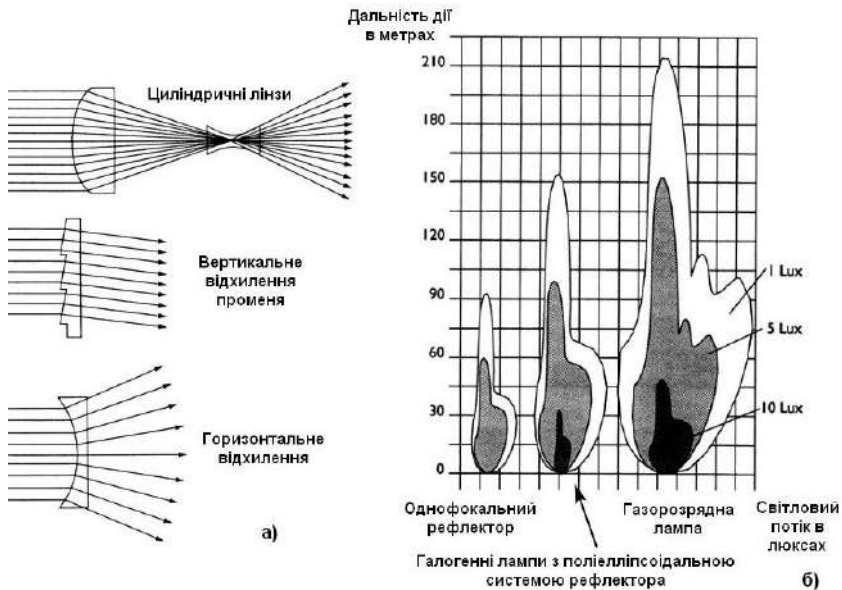 Циліндричні лінзи
Вертикальне
відхилення
променя
Горизонтальне
відхилення
а)
Дальність дії
в метрах
210
180
150
120
90
60
30
0
1 Lux
5 Lux
10 Lux
Однофокальний
рефлектор
Газорозрядна
лампа
Світловий
потік в
люксах
Галогенні лампи з поліелліпсоідальною
системою рефлектора
б)